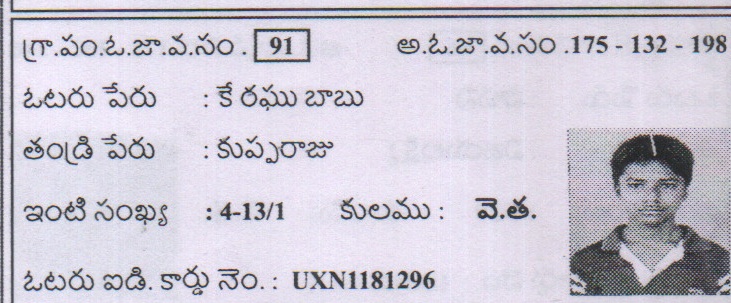 గ్రా.పం.ఓ.జా.వ.సం. 91 అ.ఓ.జా.వ.సం .175 - 132 - 198
ఓటరు పేరు : కే రఘు బాబు
తండ్రి పేరు : కుప్పరాజు
ఇంటి సంఖ్య : 4-13/1 కులము : వె.త.
ఓటరు ఐడి. కార్డు నెం. : UXN1181296